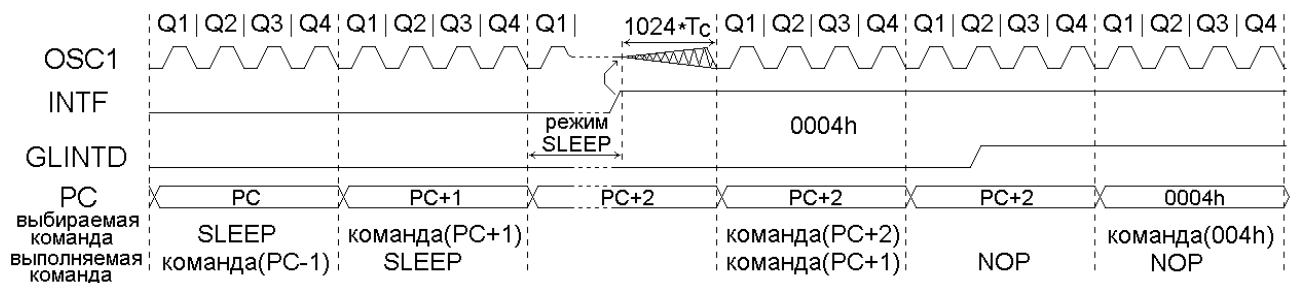 Q1 | Q2 | Q3 | Q4 | Q1 | Q2 | Q3 | Q4 | Q1 | 1024*Tc Q1 | Q2 | Q3 | Q4 | Q1 | Q2 | Q3 | Q4 | Q1 | Q2 | Q3 | Q4
OSC1
INTF
режим SLEEP
0004h
GLINTD
PC PC PC+1 PC+2 PC+2 PC+2 0004h
выбираемая команда SLEEP команда(PC+1) команда(PC+2) команда(004h)
выполняемая команда команда(PC-1) SLEEP команда(PC+1) NOP NOP